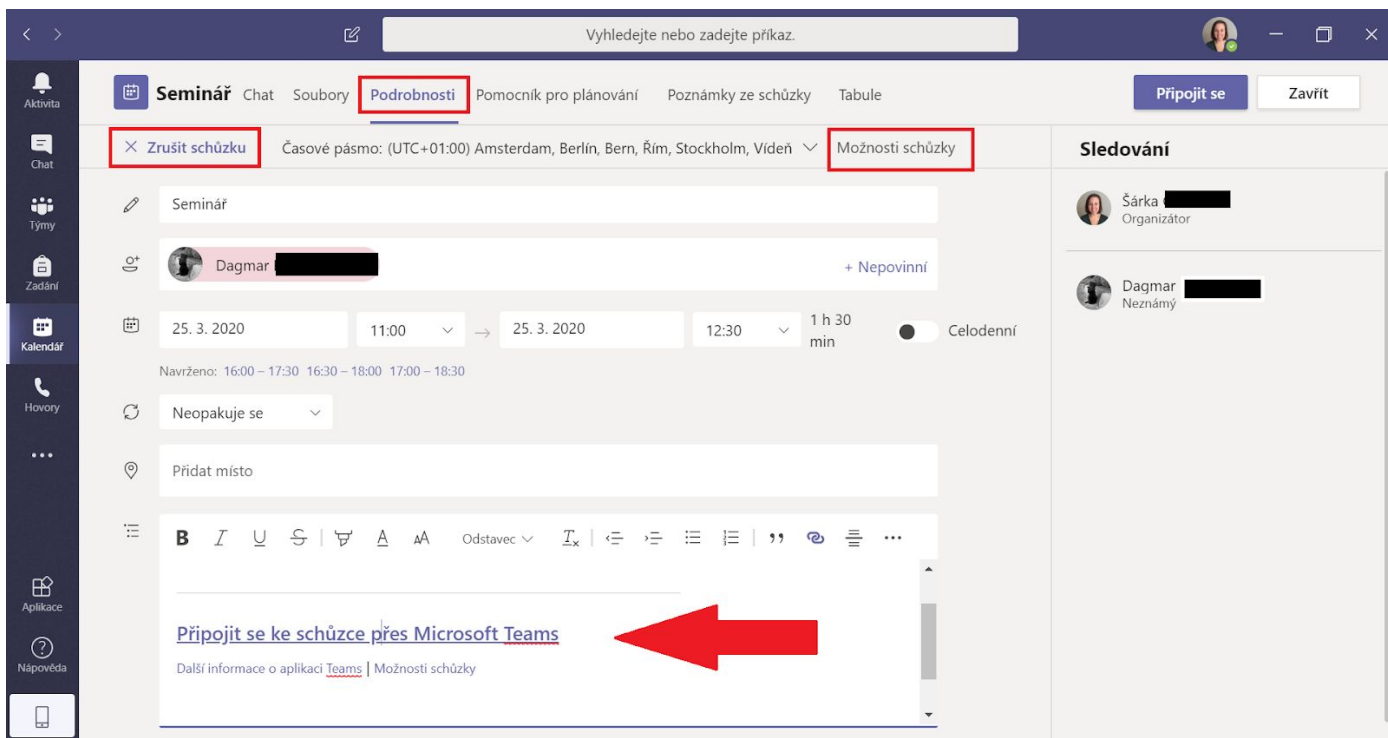 Vyhledejte nebo zadejte příkaz.
Aktivita
Chat
Týmy
Zadání
Kalendář
Hovory
Aplikace
Nápověda
Seminář Chat Soubory Podrobnosti Pomocník pro plánování Poznámky ze schůzky Tabule Připojit se Zavřít
Zrušit schůzku Časové pásmo: (UTC+01:00) Amsterdam, Berlín, Bern, Řím, Stockholm, Vídeň Možnosti schůzky
Seminář
Dagmar + Nepovinní
25. 3. 2020 11:00 → 25. 3. 2020 12:30 1 h 30 min Celodenní
Navrženo: 16:00 – 17:30 16:30 – 18:00 17:00 – 18:30
Neopakuje se
Přidat místo
B I U S A AA Odstavec Tx
Připojit se ke schůzce přes Microsoft Teams
Další informace o aplikaci Teams | Možnosti schůzky
Sledování
Šárka
Organizátor
Dagmar
Neznámý